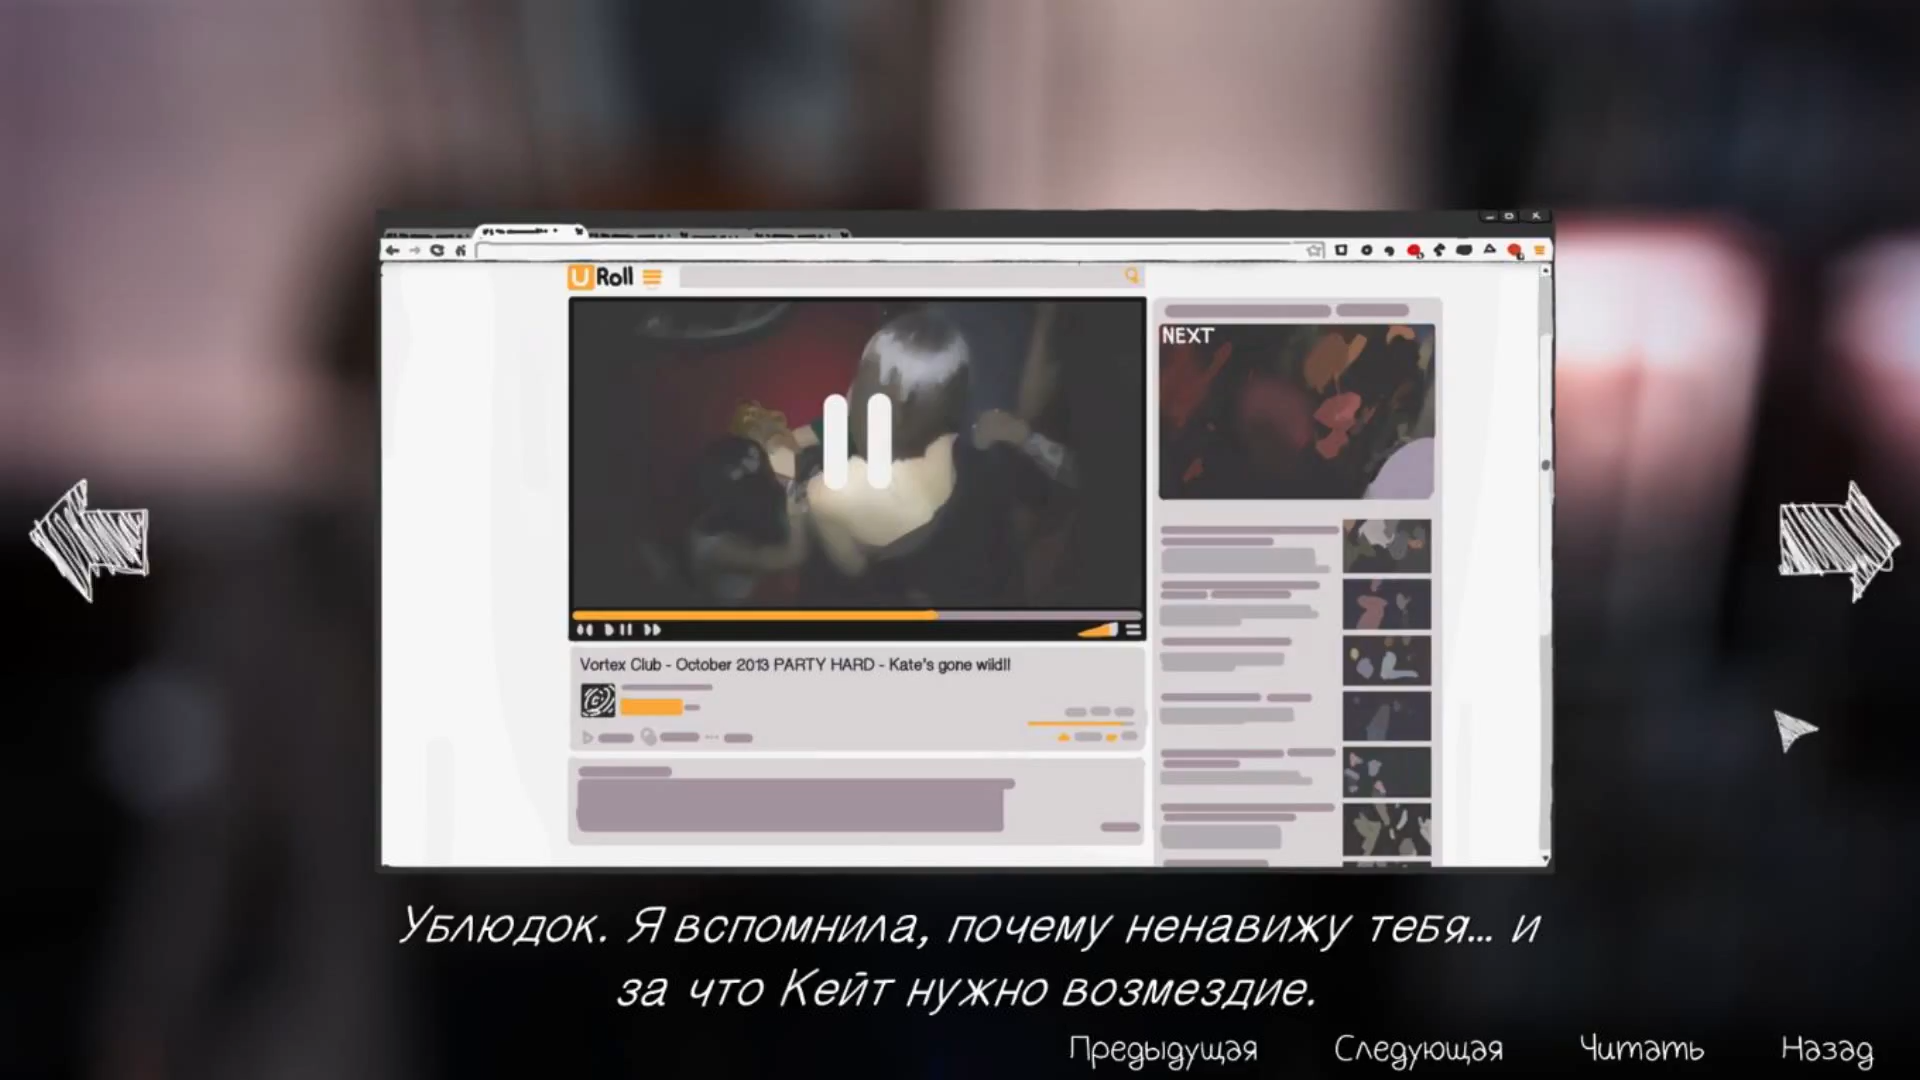 U Roll
NEXT
Vortex Club - October 2013 PARTY HARD - Kate's gone wild!!
Ублюдок. Я вспомнила, почему ненавижу тебя... и
за что Кейт нужно возмездие.
Предыдущая Следующая Читать Назад